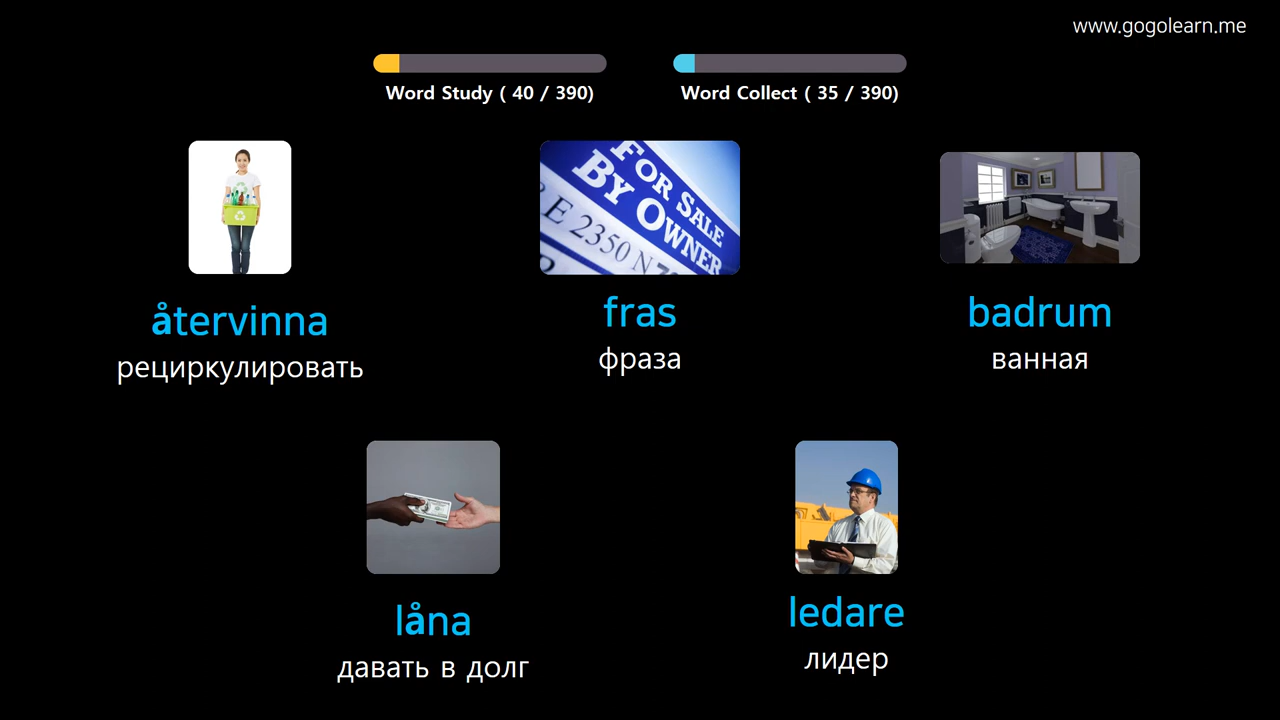 www.gogolearn.me
Word Study ( 40 / 390)
Word Collect ( 35 / 390)
FOR SALE
BY OWNER
E 2350 N
återvinna
рециркулировать
fras
фраза
badrum
ванная
låna
давать в долг
ledare
лидер